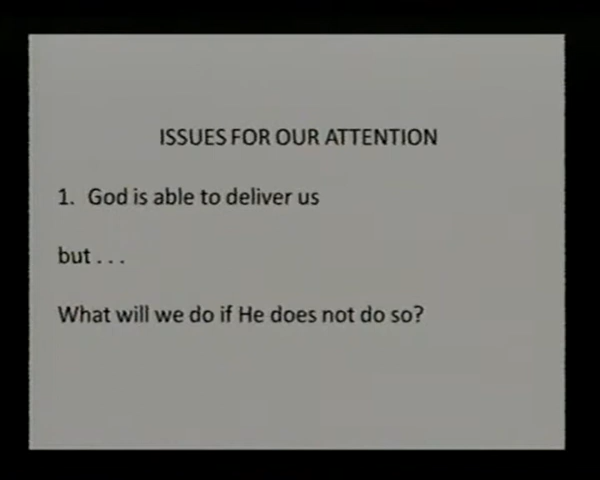 ISSUES FOR OUR ATTENTION
1. God is able to deliver us
but . . .
What will we do if He does not do so?